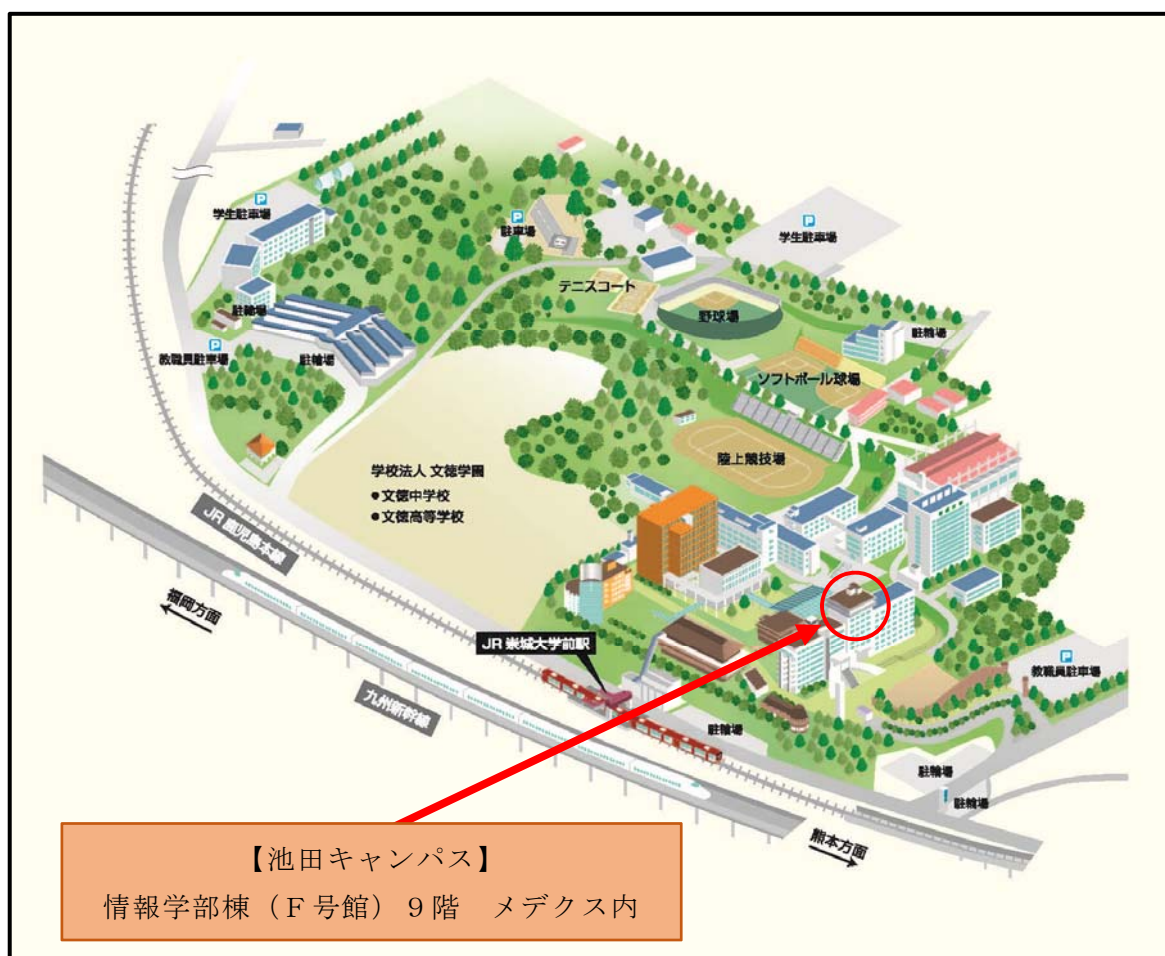 P
学生駐車場
P
駐車場
P
学生駐車場
テニスコート
野球場
駐輪場
駐輪場
P
教職員駐車場
駐輪場
ソフトボール球場
陸上競技場
学校法人 文徳学園
●文徳中学校
●文徳高等学校
JR鹿児島本線
福岡方面
JR 崇城大学前駅
九州新幹線
P
教職員駐車場
駐輪場
駐輪場
駐輪場
熊本方面
【池田キャンパス】
情報学部棟（F号館）9階　メデクス内